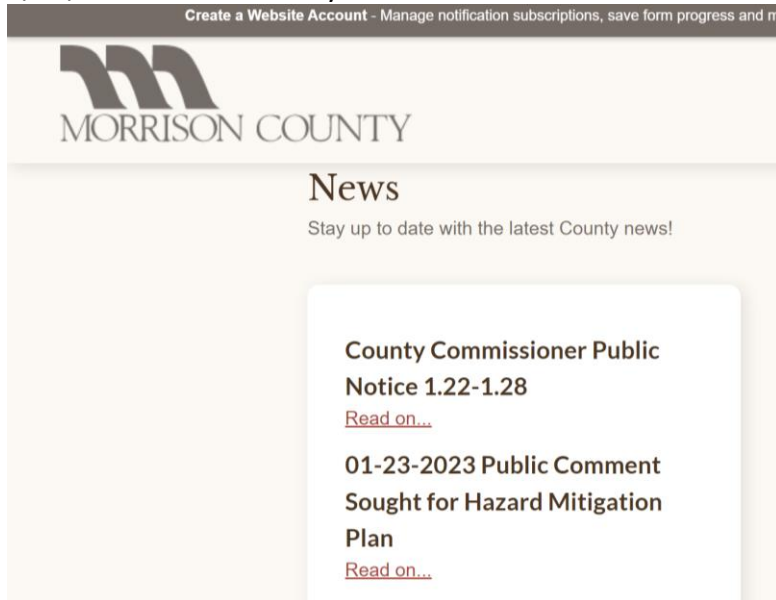 Create a Website Account - Manage notification subscriptions, save form progress and
MORRISON COUNTY
News
Stay up to date with the latest County news!
County Commissioner Public
Notice 1.22-1.28
Read on...
01-23-2023 Public Comment
Sought for Hazard Mitigation
Plan
Read on...